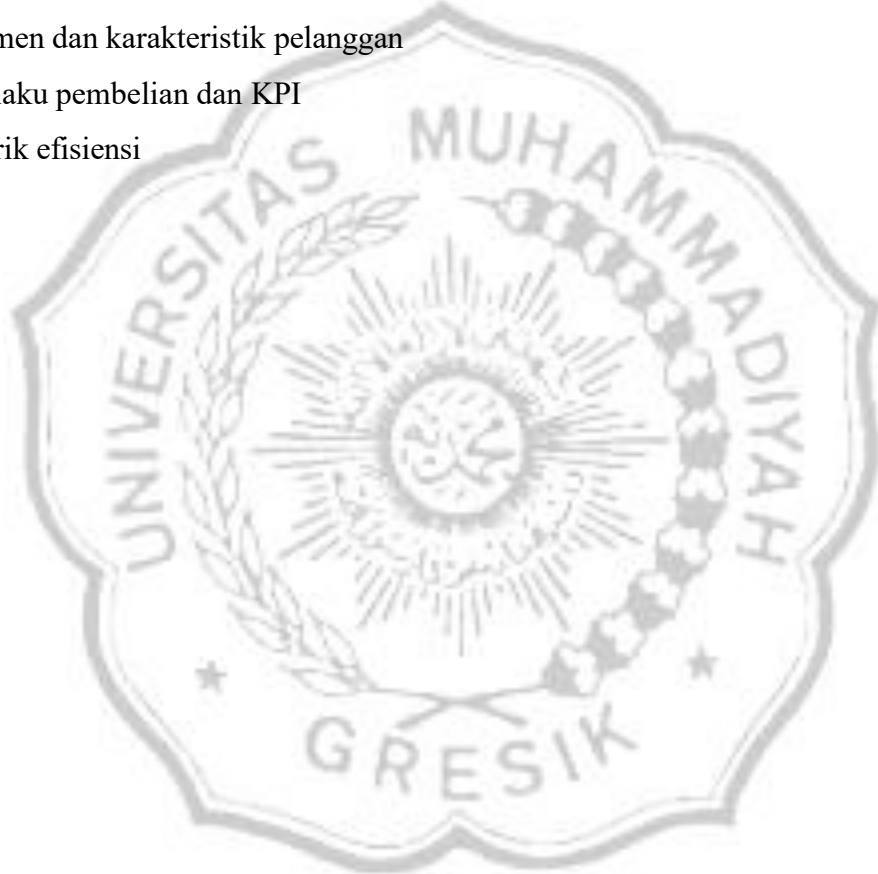 men dan karakteristik pelanggan
laku pembelian dan KPI
rik efisiensi
UNIVERSITAS MUHAMMADIYAH
GRESIK